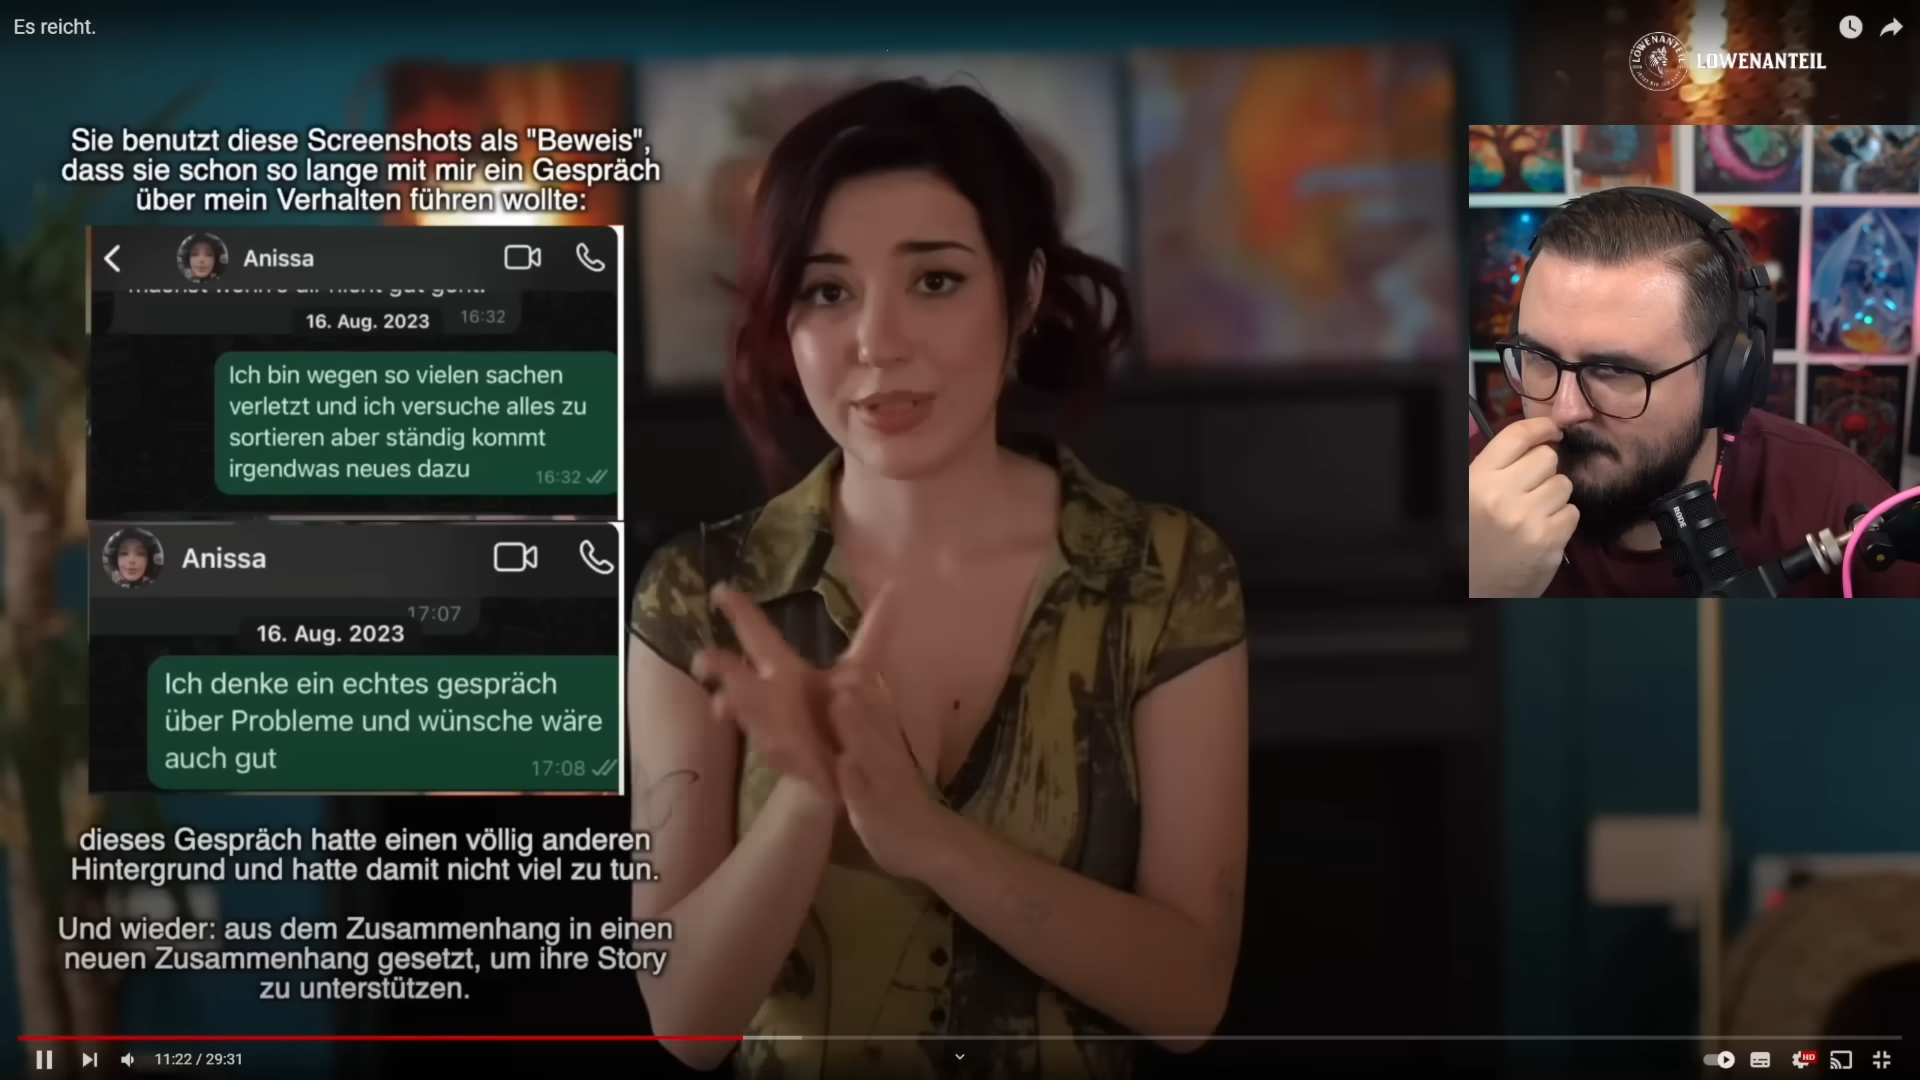 Es reicht.
LÖWENANTEIL
Sie benutzt diese Screenshots als "Beweis",
dass sie schon so lange mit mir ein Gespräch
über mein Verhalten führen wollte:
Anissa
16:32
16. Aug. 2023
Ich bin wegen so vielen sachen
verletzt und ich versuche alles zu
sortieren aber ständig kommt
irgendwas neues dazu
16:32
Anissa
17:07
16. Aug. 2023
Ich denke ein echtes gespräch
über Probleme und wünsche wäre
auch gut
17:08
dieses Gespräch hatte einen völlig anderen
Hintergrund und hatte damit nicht viel zu tun.
Und wieder: aus dem Zusammenhang in einen
neuen Zusammenhang gesetzt, um ihre Story
zu unterstützen.
RODE
11:22 / 29:31
HD